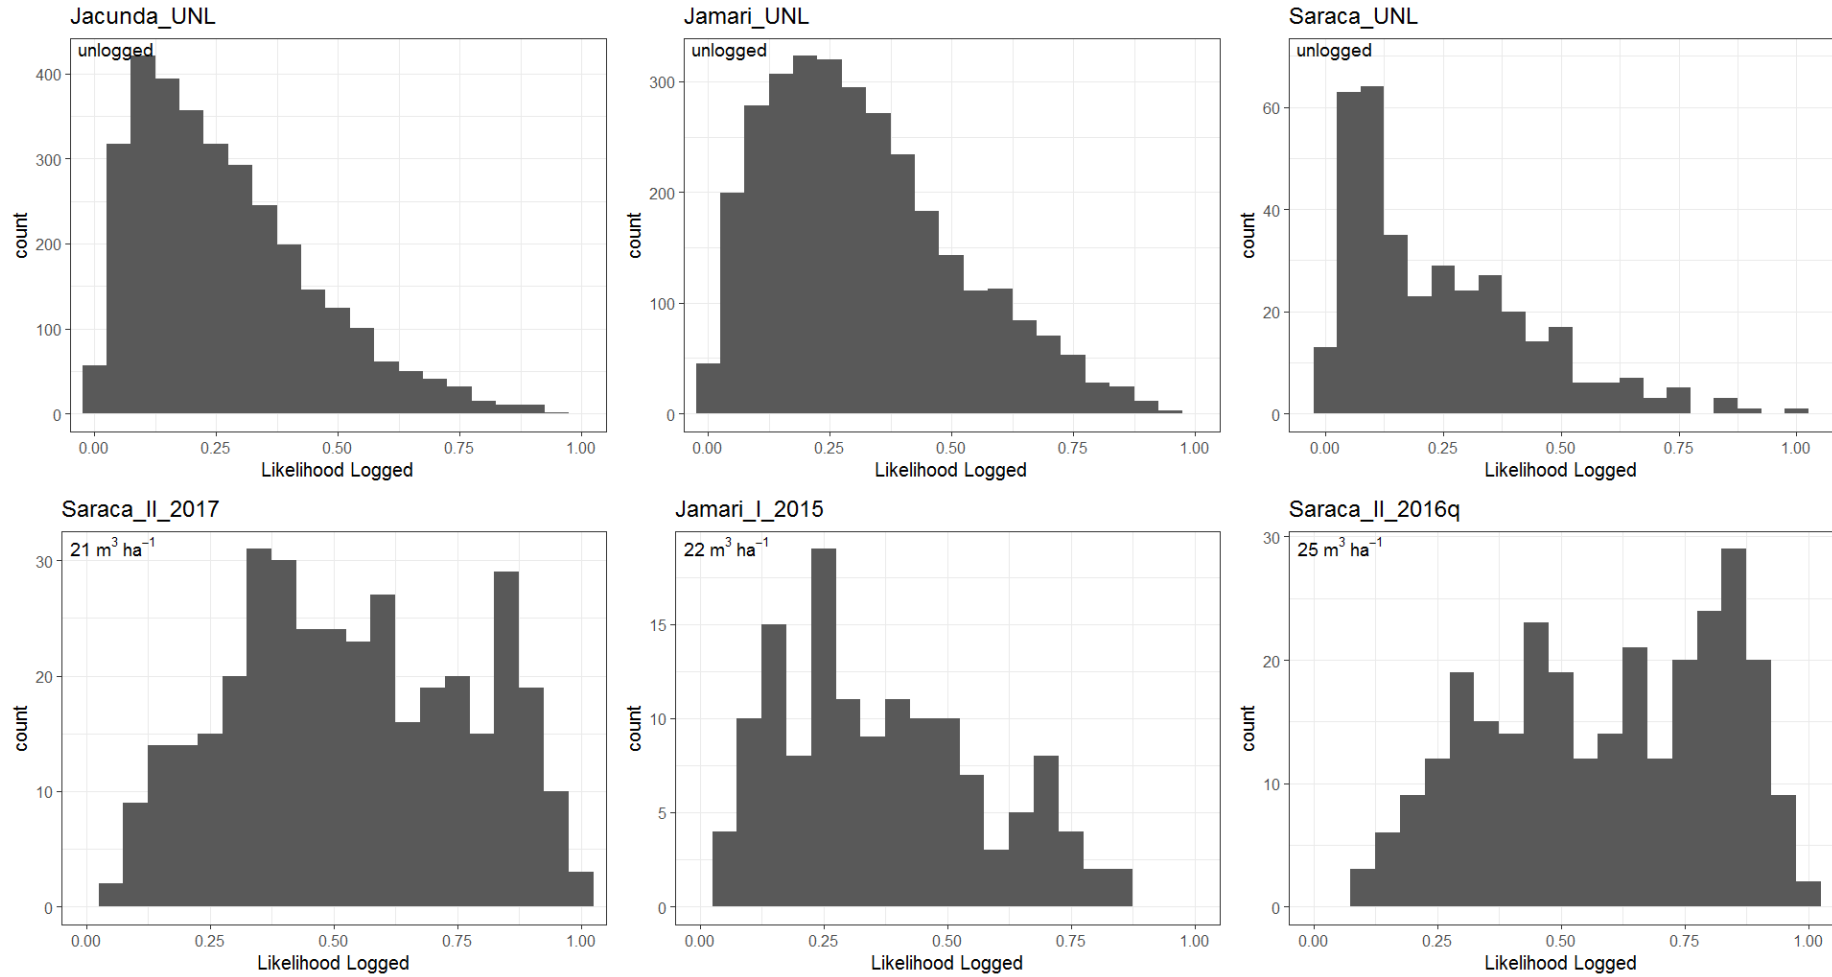 Jacunda_UNL
unlogged
400
300
200
100
0
count
0.00 0.25 0.50 0.75 1.00
Likelihood Logged
Jamari_UNL
unlogged
300
200
100
0
count
0.00 0.25 0.50 0.75 1.00
Likelihood Logged
Saraca_UNL
unlogged
60
40
20
0
count
0.00 0.25 0.50 0.75 1.00
Likelihood Logged
Saraca_II_2017
21 m³ ha⁻¹
30
20
10
0
count
0.00 0.25 0.50 0.75 1.00
Likelihood Logged
Jamari_I_2015
22 m³ ha⁻¹
15
10
5
0
count
0.00 0.25 0.50 0.75 1.00
Likelihood Logged
Saraca_II_2016q
25 m³ ha⁻¹
30
20
10
0
count
0.00 0.25 0.50 0.75 1.00
Likelihood Logged